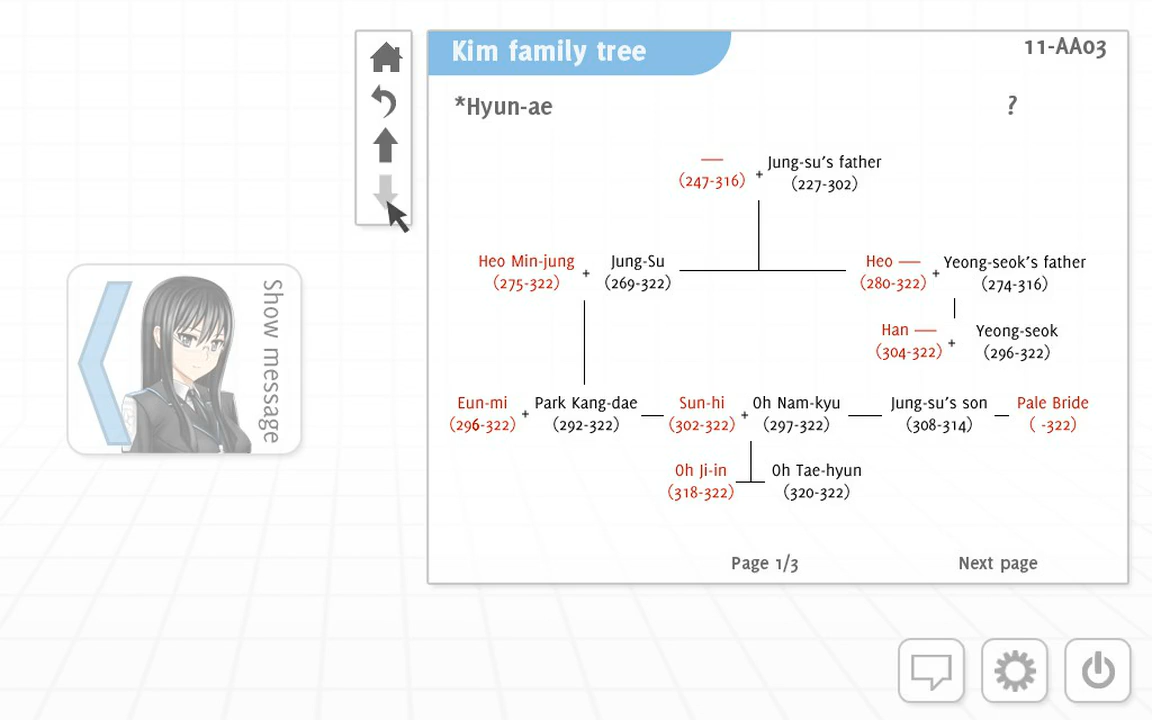 Kim family tree
11-AA03
*Hyun-ae
?
— + Jung-su's father
(247-316) (227-302)
Heo Min-jung + Jung-Su
(275-322) (269-322)
Heo — + Yeong-seok's father
(280-322) (274-316)
Han — + Yeong-seok
(304-322) (296-322)
Eun-mi + Park Kang-dae — Sun-hi + Oh Nam-kyu — Jung-su's son — Pale Bride
(296-322) (292-322) (302-322) (297-322) (308-314) ( -322)
Oh Ji-in Oh Tae-hyun
(318-322) (320-322)
Page 1/3
Next page
Show message